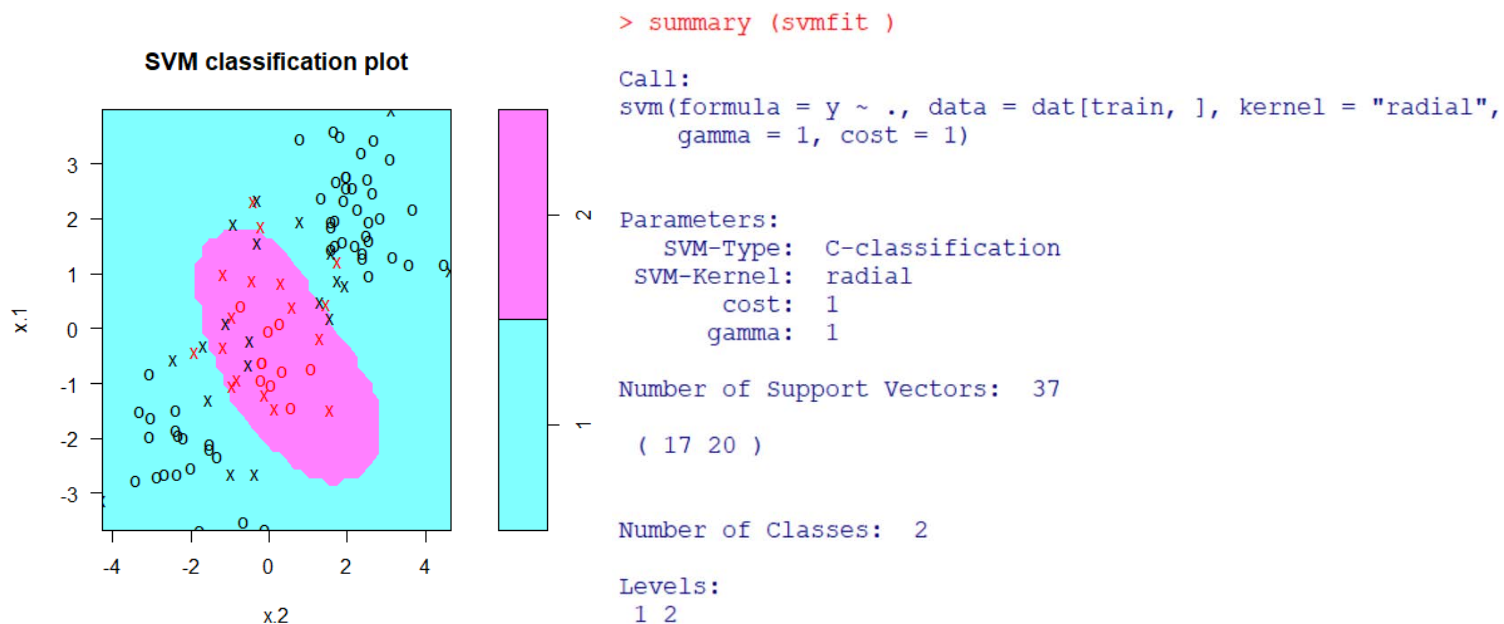 SVM classification plot
3
2
1
0
-1
-2
-3
x.1
-4
-2
0
2
4
x.2
2
1
> summary (svmfit )
Call:
svm(formula = y ~ ., data = dat[train, ], kernel = "radial",
gamma = 1, cost = 1)
Parameters:
SVM-Type: C-classification
SVM-Kernel: radial
cost: 1
gamma: 1
Number of Support Vectors: 37
( 17 20 )
Number of Classes: 2
Levels:
1 2